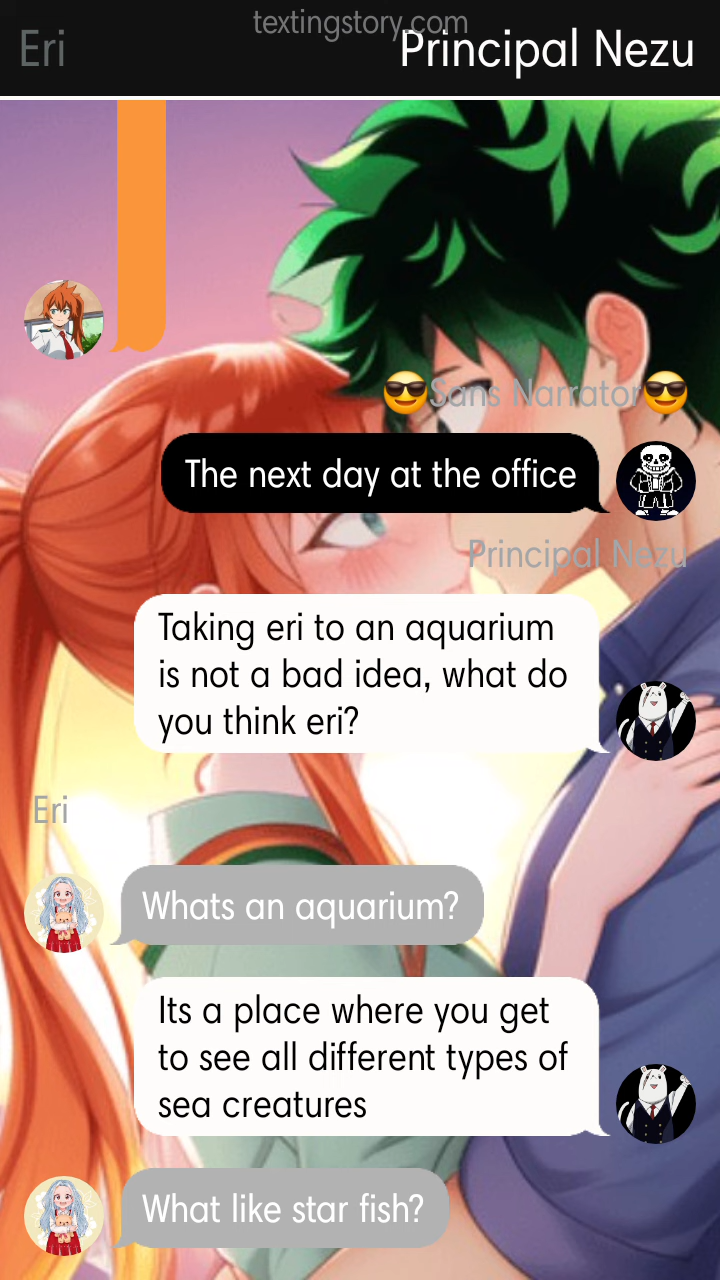 textingstory.com
Eri
Principal Nezu
😎Sans Narrator😎
The next day at the office
Principal Nezu
Taking eri to an aquarium
is not a bad idea, what do
you think eri?
Eri
Whats an aquarium?
Its a place where you get
to see all different types of
sea creatures
What like star fish?